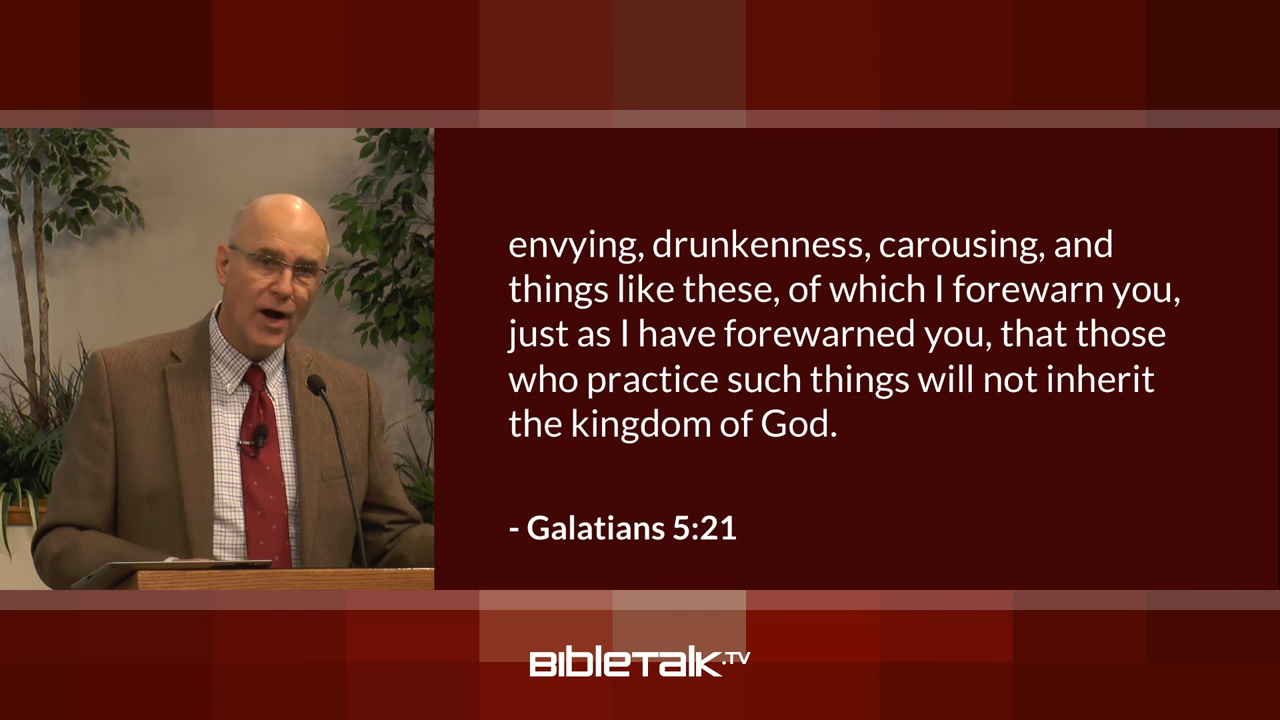 envying, drunkenness, carousing, and
things like these, of which I forewarn you,
just as I have forewarned you, that those
who practice such things will not inherit
the kingdom of God.
- Galatians 5:21
BIBLETALK.TV